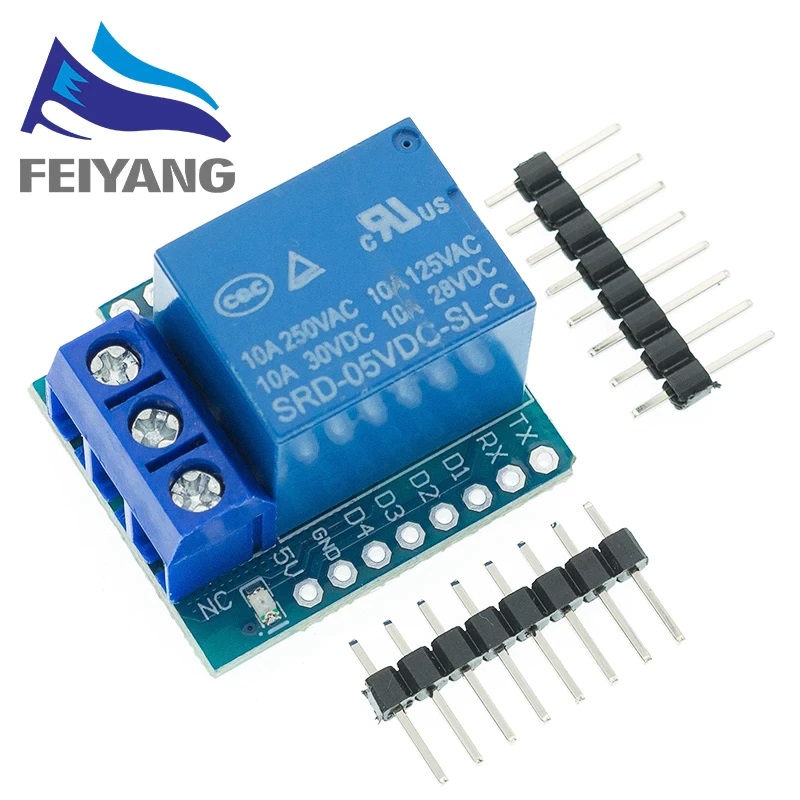 FEIYANG
c RU US
CQC
10A 250VAC 10A 125VAC
10A 30VDC 10A 28VDC
SRD-05VDC-SL-C
TX
RX
D1
D2
D3
D4
GND
5V
NC